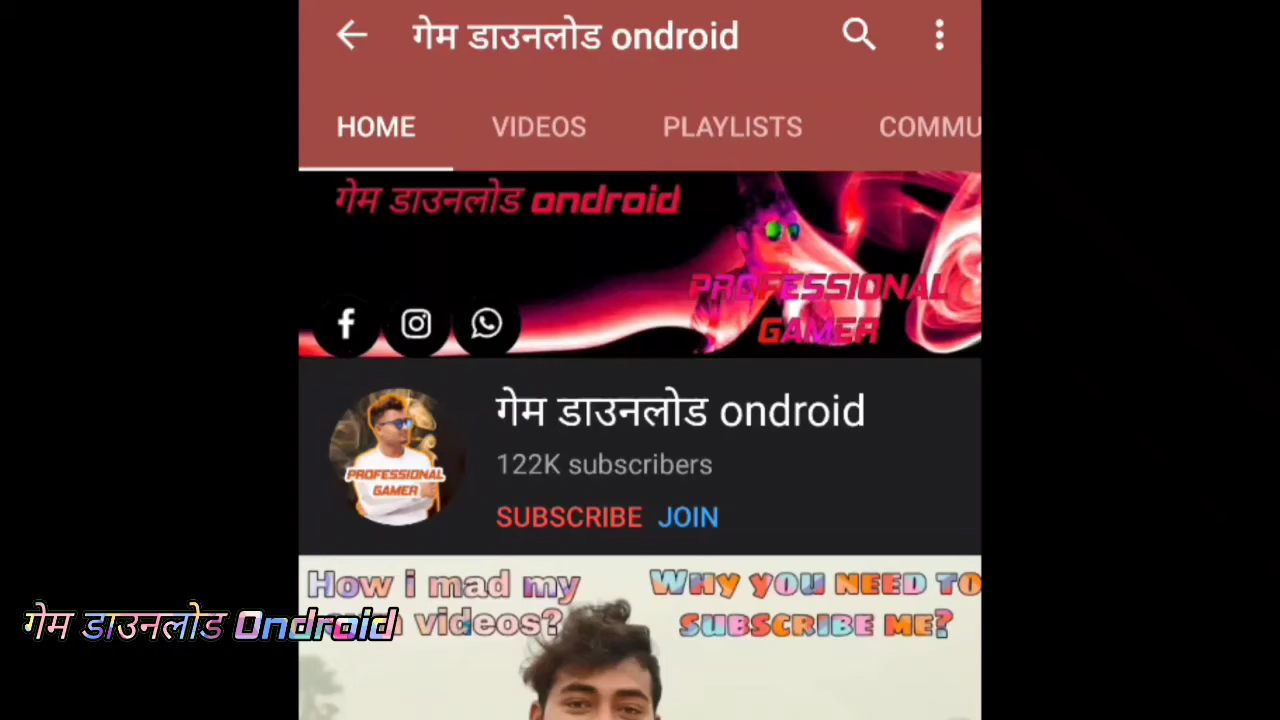 गेम डाउनलोड ondroid
HOME VIDEOS PLAYLISTS COMMU
गेम डाउनलोड ondroid
PROFESSIONAL
GAMER
गेम डाउनलोड ondroid
122K subscribers
SUBSCRIBE JOIN
PROFESSIONAL
GAMER
How i mad my
videos?
WHY YOU NEED TO
SUBSCRIBE ME?
गेम डाउनलोड Ondroid